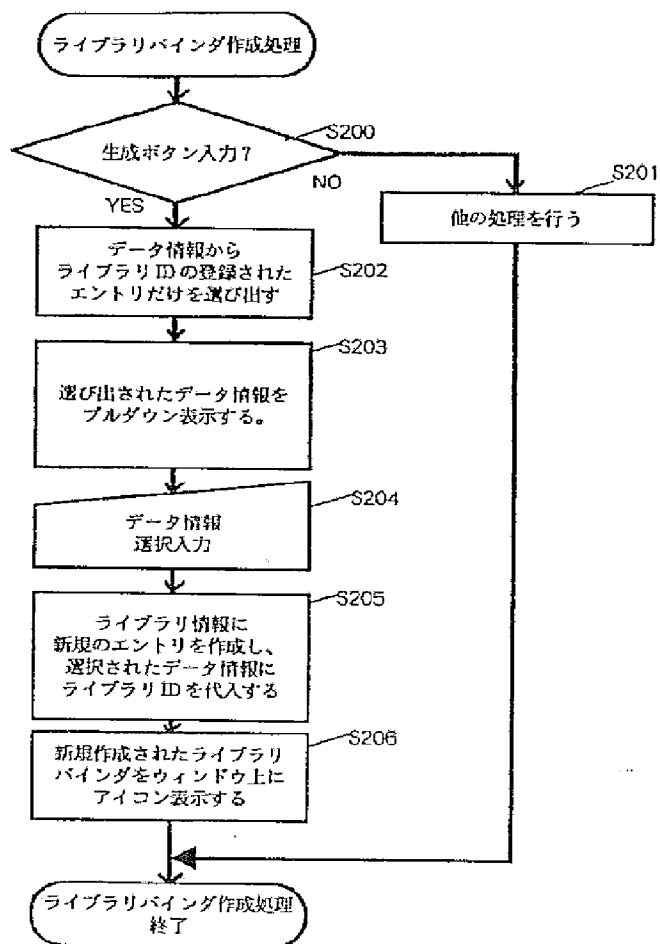 ライブラリバインダ作成処理
S200
生成ボタン入力？
NO
YES
S201
他の処理を行う
データ情報から
ライブラリIDの登録された
エントリだけを選び出す
S202
S203
選び出されたデータ情報を
プルダウン表示する。
S204
データ情報
選択入力
S205
ライブラリ情報に
新規のエントリを作成し、
選択されたデータ情報に
ライブラリIDを代入する
S206
新規作成されたライブラリ
バインダをウィンドウ上に
アイコン表示する
ライブラリバインダ作成処理
終了